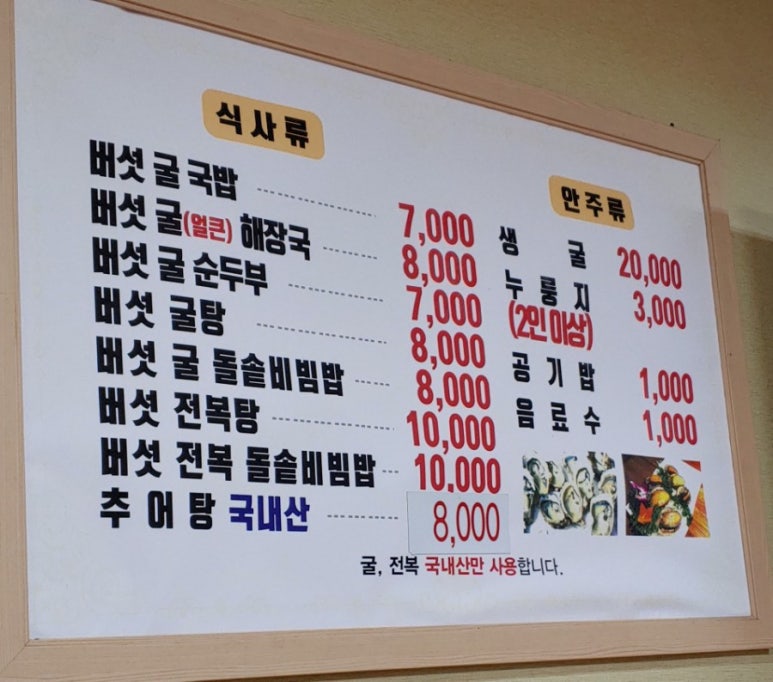 식사류
버섯 굴 국밥 7,000
버섯 굴(얼큰) 해장국 8,000
버섯 굴 순두부 7,000
버섯 굴탕 8,000
버섯 굴 돌솥비빔밥 8,000
버섯 전복탕 10,000
버섯 전복 돌솥비빔밥 10,000
추어탕 국내산 8,000
안주류
생굴 20,000
누룽지 3,000
(2인 이상)
공기밥 1,000
음료수 1,000
굴, 전복 국내산만 사용합니다.